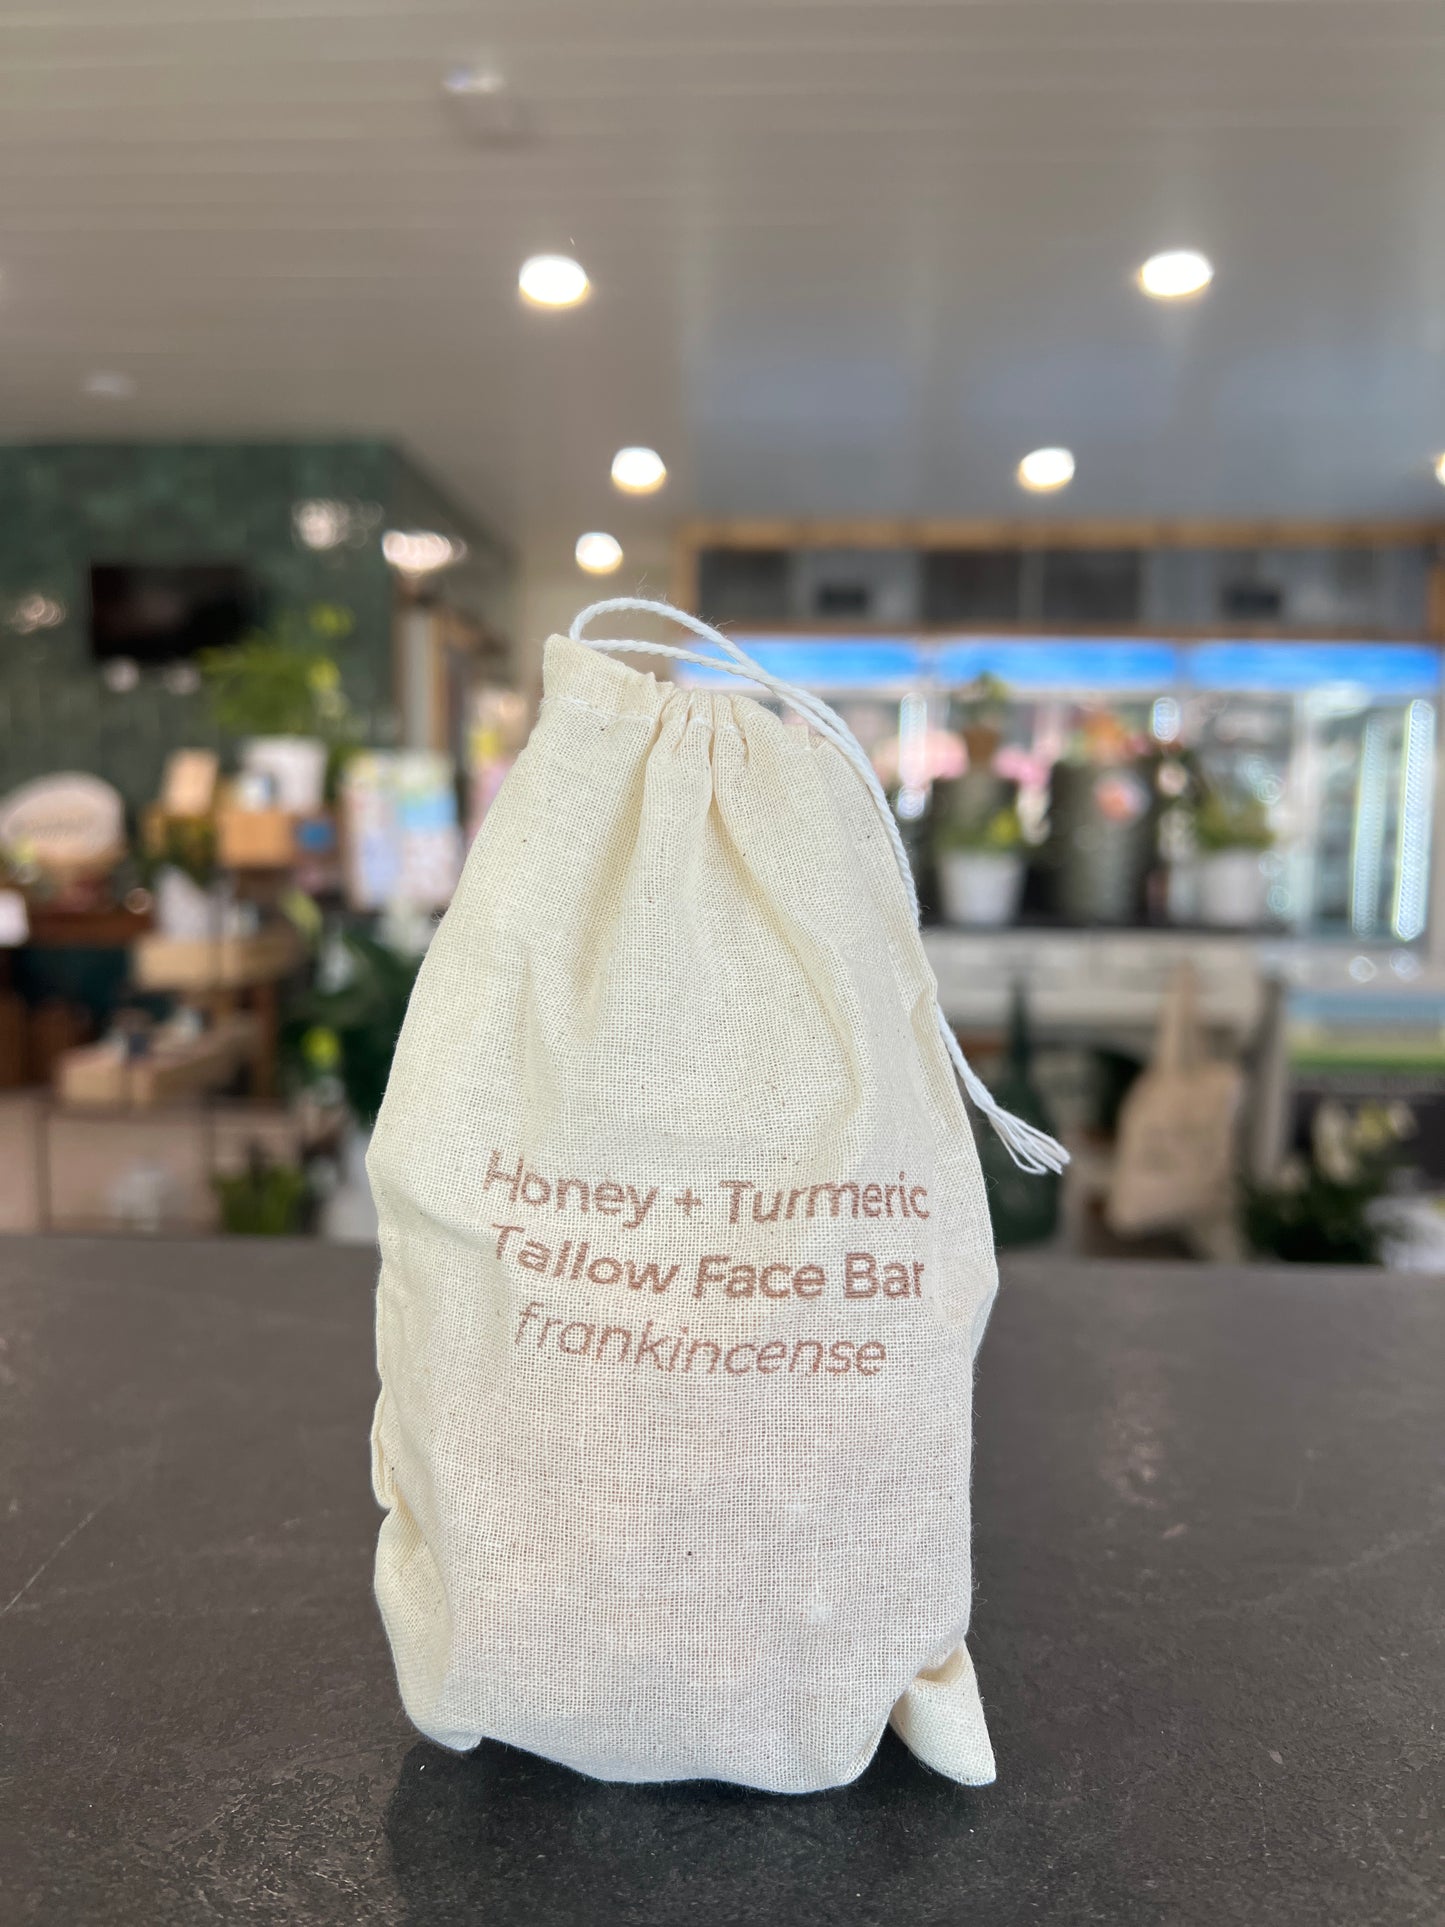 Honey + Turmeric
Tallow Face Bar
frankincense